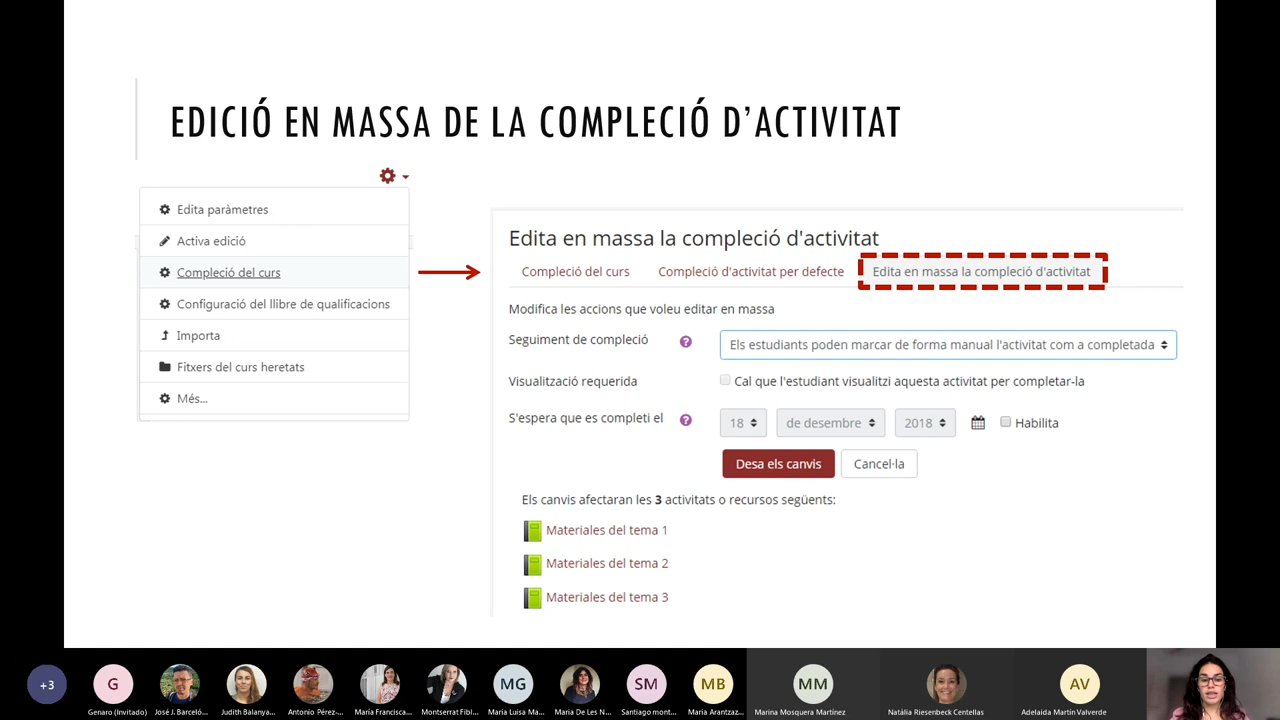 EDICIÓ EN MASSA DE LA COMPLECIÓ D'ACTIVITAT
Edita paràmetres
Activa edició
Compleció del curs
Configuració del llibre de qualificacions
Importa
Fitxers del curs heretats
Més...
Edita en massa la compleció d'activitat
Compleció del curs Compleció d'activitat per defecte Edita en massa la compleció d'activitat
Modifica les accions que voleu editar en massa
Seguiment de compleció ? Els estudiants poden marcar de forma manual l'activitat com a completada
Visualització requerida Cal que l'estudiant visualitzi aquesta activitat per completar-la
S'espera que es completi el ? 18 de desembre 2018 Habilita
Desa els canvis Cancel·la
Els canvis afectaran les 3 activitats o recursos següents:
Materiales del tema 1
Materiales del tema 2
Materiales del tema 3
+3 G MG SM MB MM AV
Genaro (Invitado) José J. Barceló... Judith Balanya... Antonio Pérez-... María Francisca... Montserrat Fibl... María Luisa Ma... Maria De Les N... Santiago mont... Maria Arantzaz... Marina Mosquera Martínez Natàlia Riesenbeck Centellas Adelaida Martín Valverde